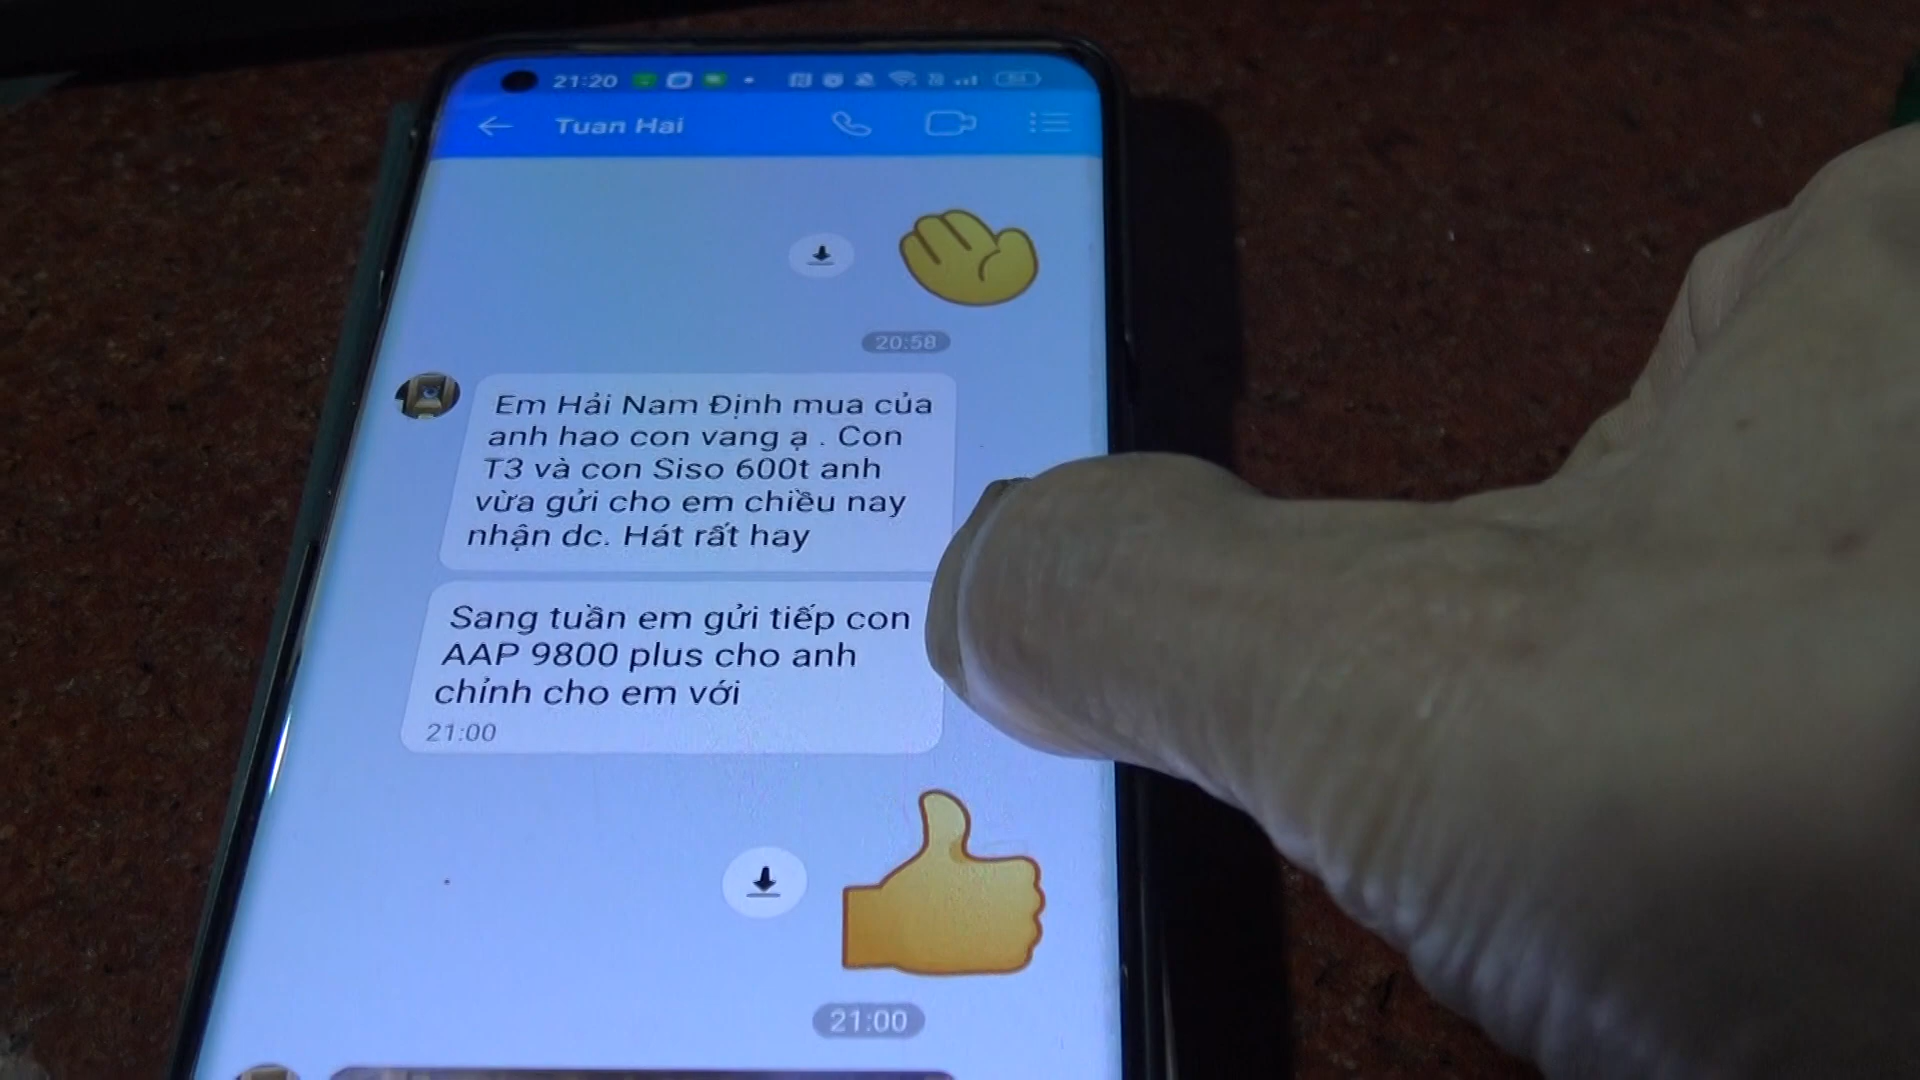 21:20
Tuan Hai
20:58
Em Hải Nam Định mua của
anh hao con vang ạ . Con
T3 và con Siso 600t anh
vừa gửi cho em chiều nay
nhận dc. Hát rất hay
Sang tuần em gửi tiếp con
AAP 9800 plus cho anh
chỉnh cho em với
21:00
21:00